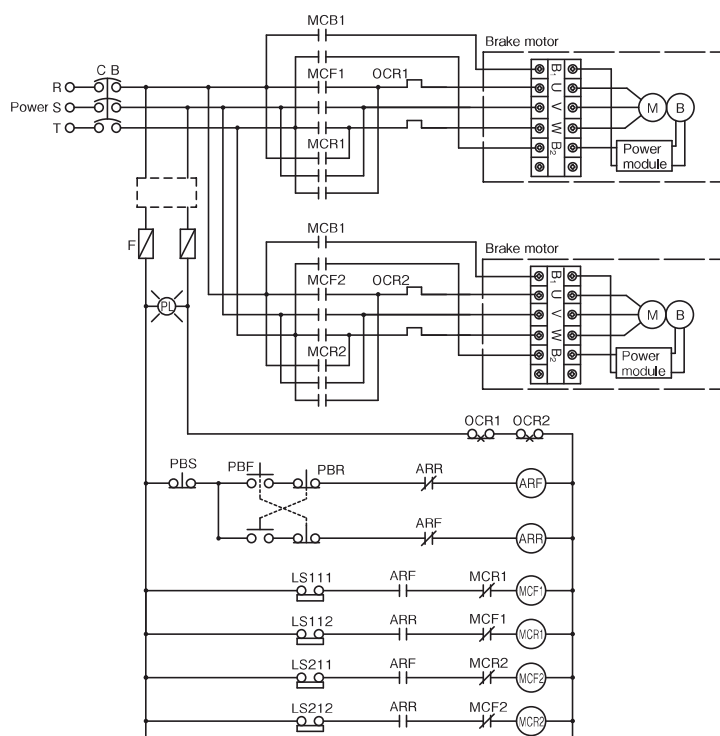 MCB1
Brake motor
C B
MCF1
OCR1
R
Power S
T
MCR1
B1
U
V
W
B2
M
B
Power
module
F
PL
MCB1
Brake motor
MCF2
OCR2
MCR2
B1
U
V
W
B2
M
B
Power
module
OCR1
OCR2
PBS
PBF
PBR
ARR
ARF
ARF
ARR
LS111
ARF
MCR1
MCF1
LS112
ARR
MCF1
MCR1
LS211
ARF
MCR2
MCF2
LS212
ARR
MCF2
MCR2